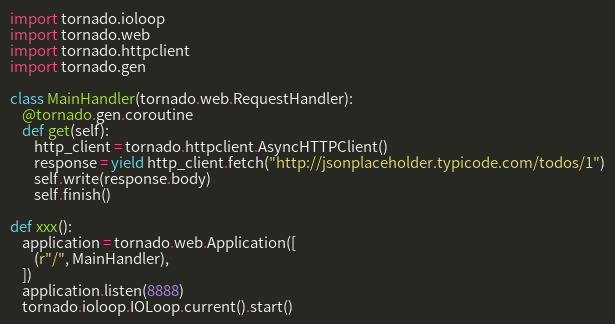 import tornado.ioloop
import tornado.web
import tornado.httpclient
import tornado.gen

class MainHandler(tornado.web.RequestHandler):
    @tornado.gen.coroutine
    def get(self):
        http_client = tornado.httpclient.AsyncHTTPClient()
        response = yield http_client.fetch("http://jsonplaceholder.typicode.com/todos/1")
        self.write(response.body)
        self.finish()

def xxx():
    application = tornado.web.Application([
        (r"/", MainHandler),
    ])
    application.listen(8888)
    tornado.ioloop.IOLoop.current().start()